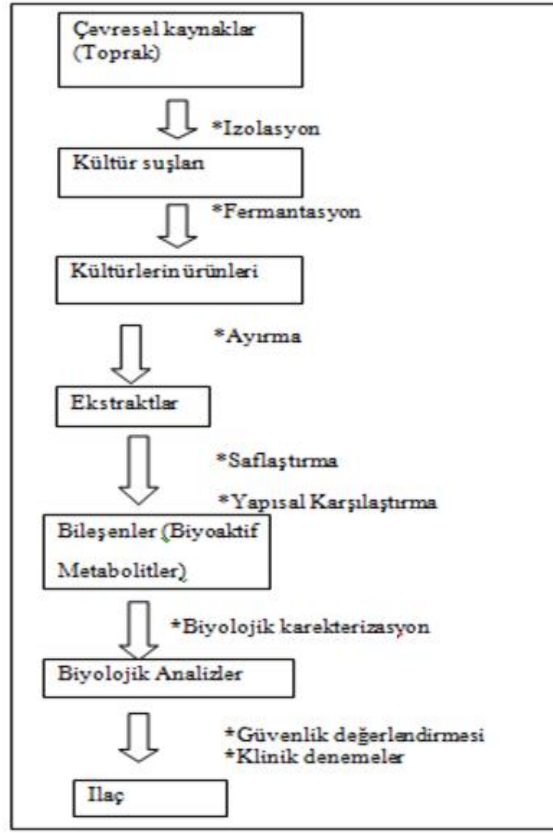 Çevresel kaynaklar
(Toprak)
*Izolasyon
Kültür suşları
*Fermantasyon
Kültürlerin ürünleri
*Ayırma
Ekstraktlar
*Saflaştırma
*Yapısal Karşılaştırma
Bileşenler (Biyoaktif
Metabolitler)
*Biyolojik karekterizasyon
Biyolojik Analizler
*Güvenlik değerlendirmesi
*Klinik denemeler
Ilaç